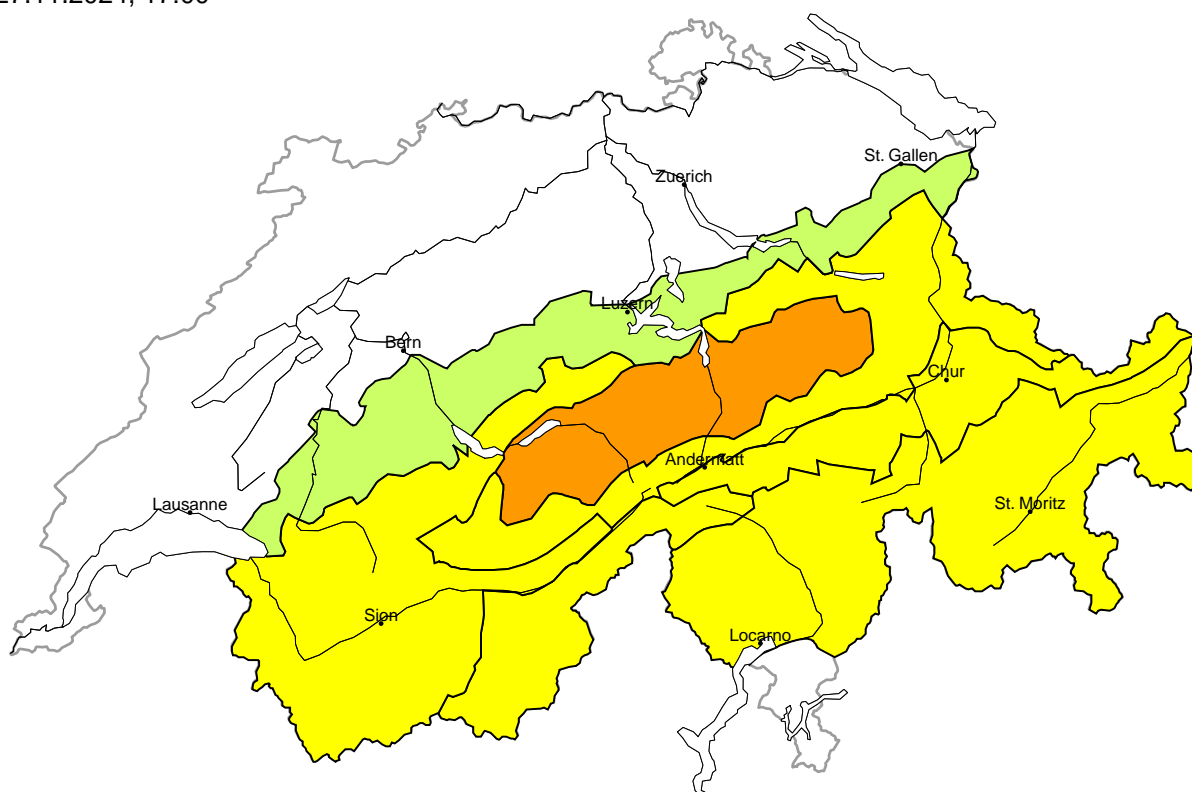 St. Gallen
Zuerich
Luzern
Bern
Chur
Andermatt
Lausanne
St. Moritz
Sion
Locarno